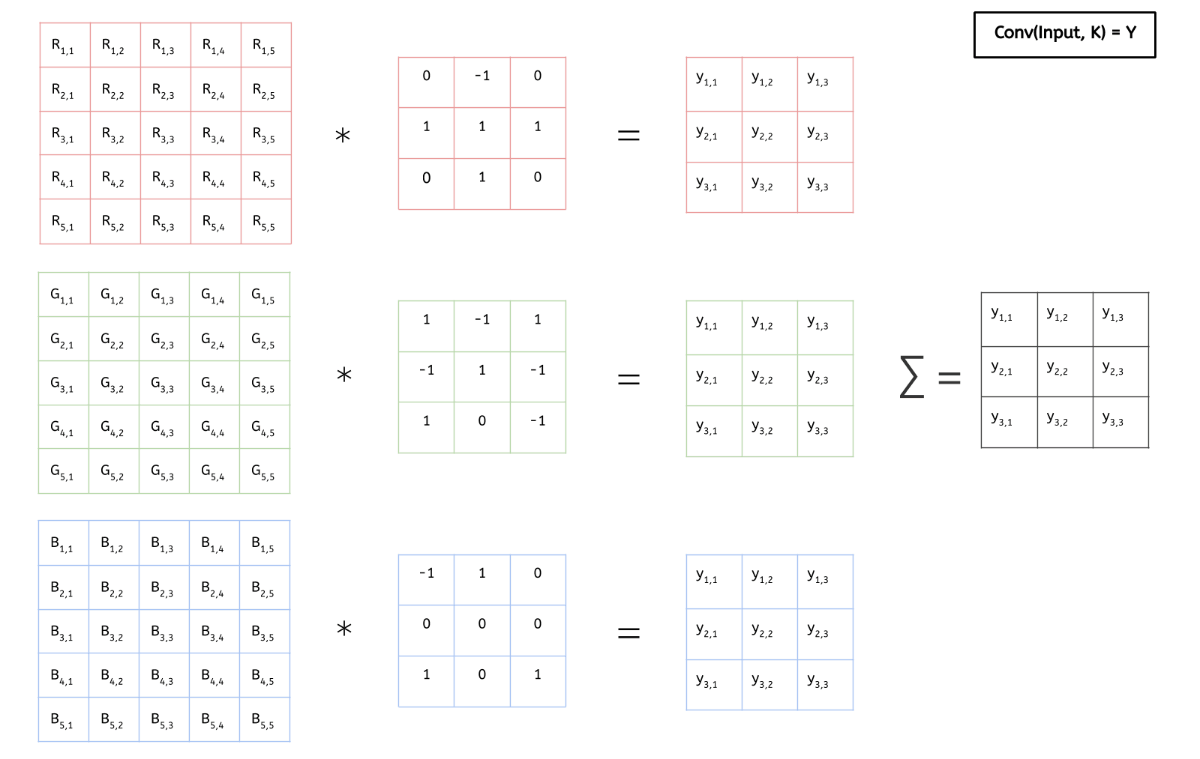 Conv(Input, K) = Y
R1,1 R1,2 R1,3 R1,4 R1,5
R2,1 R2,2 R2,3 R2,4 R2,5
R3,1 R3,2 R3,3 R3,4 R3,5
R4,1 R4,2 R4,3 R4,4 R4,5
R5,1 R5,2 R5,3 R5,4 R5,5
*
0 -1 0
1 1 1
0 1 0
=
y1,1 y1,2 y1,3
y2,1 y2,2 y2,3
y3,1 y3,2 y3,3
G1,1 G1,2 G1,3 G1,4 G1,5
G2,1 G2,2 G2,3 G2,4 G2,5
G3,1 G3,2 G3,3 G3,4 G3,5
G4,1 G4,2 G4,3 G4,4 G4,5
G5,1 G5,2 G5,3 G5,4 G5,5
*
1 -1 1
-1 1 -1
1 0 -1
=
y1,1 y1,2 y1,3
y2,1 y2,2 y2,3
y3,1 y3,2 y3,3
∑ =
y1,1 y1,2 y1,3
y2,1 y2,2 y2,3
y3,1 y3,2 y3,3
B1,1 B1,2 B1,3 B1,4 B1,5
B2,1 B2,2 B2,3 B2,4 B2,5
B3,1 B3,2 B3,3 B3,4 B3,5
B4,1 B4,2 B4,3 B4,4 B4,5
B5,1 B5,2 B5,3 B5,4 B5,5
*
-1 1 0
0 0 0
1 0 1
=
y1,1 y1,2 y1,3
y2,1 y2,2 y2,3
y3,1 y3,2 y3,3